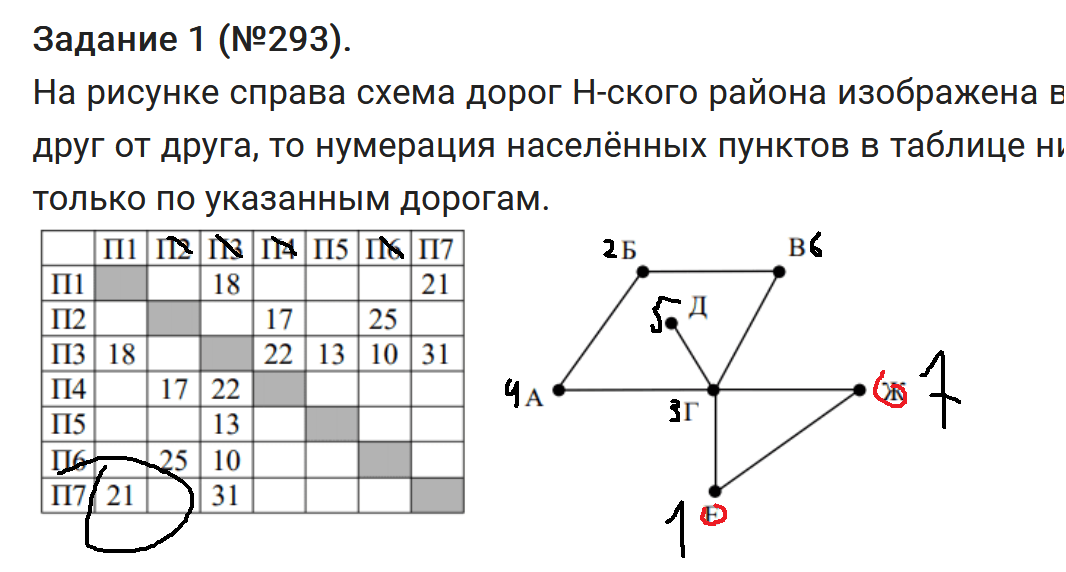 Задание 1 (№293).
На рисунке справа схема дорог Н-ского района изображена в
друг от друга, то нумерация населённых пунктов в таблице ни
только по указанным дорогам.
П1 П2 П3 П4 П5 П6 П7
П1 18 21
П2 17 25
П3 18 22 13 10 31
П4 17 22
П5 13
П6 25 10
П7 21 31
2 Б В 6
5 Д
4 А 3 Г Ж 7
1 Е